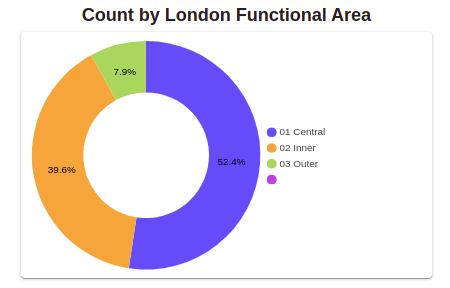 Count by London Functional Area
7.9%
39.6%
52.4%
01 Central
02 Inner
03 Outer